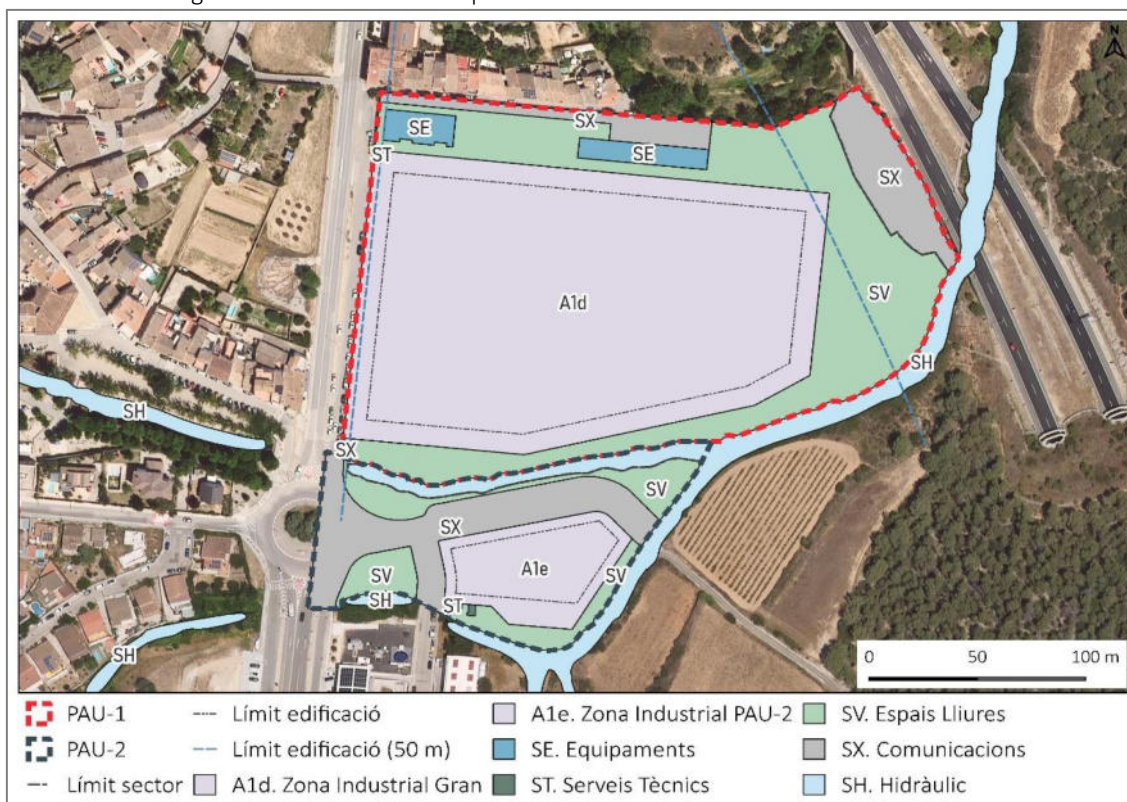 N
SX
SE
SE
ST
SX
A1d
SV
SH
SH
SX
SV
SX
A1e
SV
SV
SH
ST
SH
0 50 100 m
PAU-1
Límit edificació
A1e. Zona Industrial PAU-2
SV. Espais Lliures
PAU-2
Límit edificació (50 m)
SE. Equipaments
SX. Comunicacions
Límit sector
A1d. Zona Industrial Gran
ST. Serveis Tècnics
SH. Hidràulic